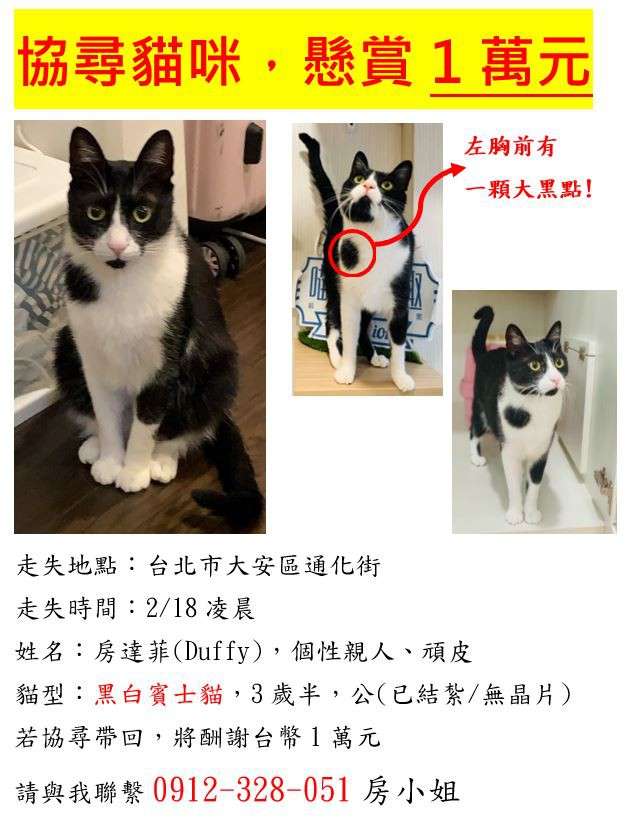 協尋貓咪，懸賞 1 萬元
左胸前有
一顆大黑點!
走失地點：台北市大安區通化街
走失時間：2/18 凌晨
姓名：房達菲(Duffy)，個性親人、頑皮
貓型：黑白賓士貓，3 歲半，公(已結紮/無晶片)
若協尋帶回，將酬謝台幣 1 萬元
請與我聯繫 0912-328-051 房小姐